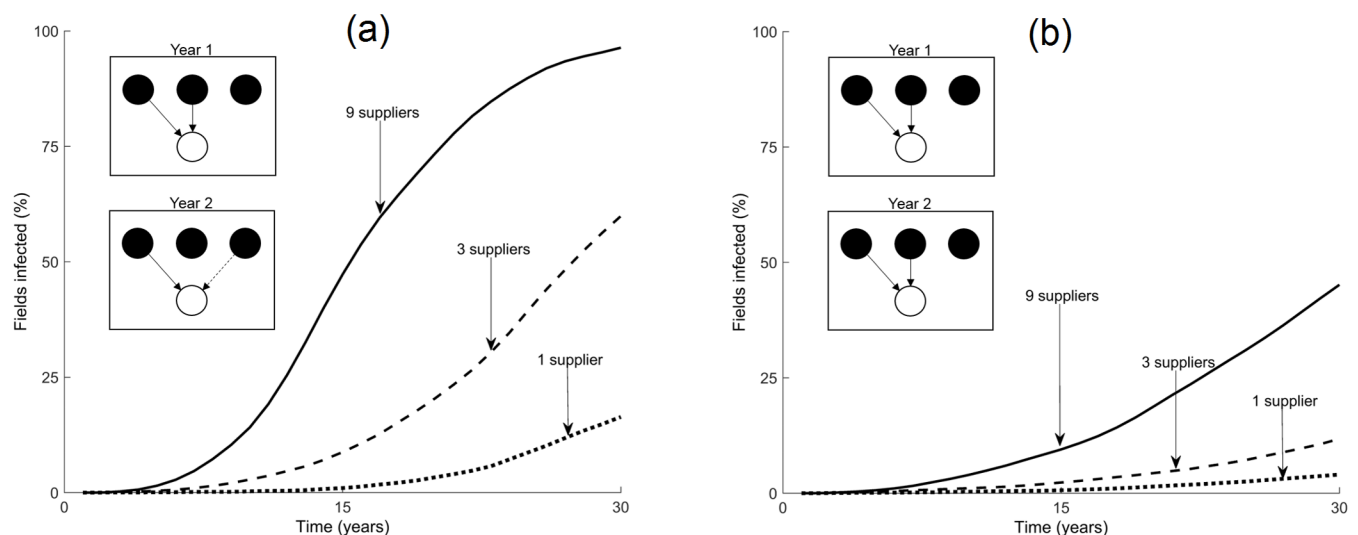 (a)
100
75
50
25
0
Fields infected (%)
Year 1
Year 2
9 suppliers
3 suppliers
1 supplier
0
15
30
Time (years)
(b)
100
75
50
25
0
Fields infected (%)
Year 1
Year 2
9 suppliers
3 suppliers
1 supplier
0
15
30
Time (years)